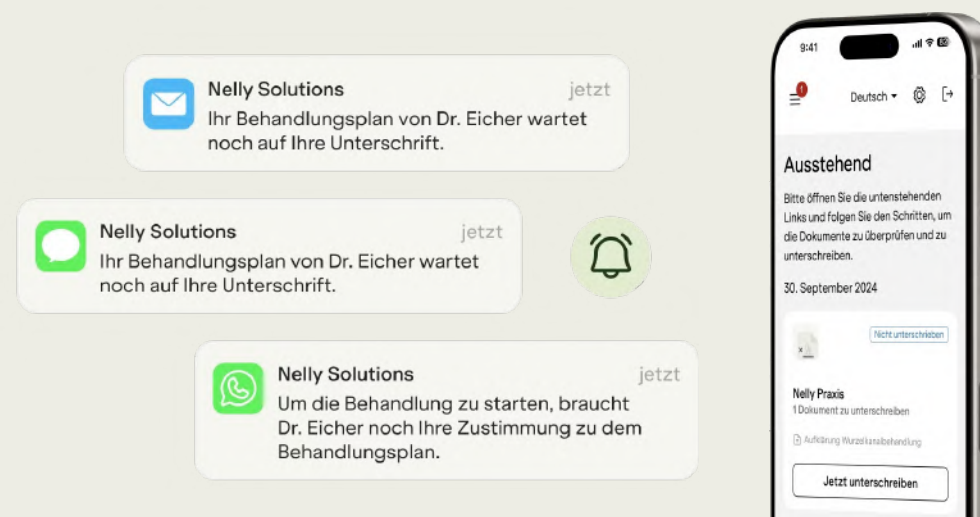 Nelly Solutions
jetzt
Ihr Behandlungsplan von Dr. Eicher wartet
noch auf Ihre Unterschrift.
Nelly Solutions
jetzt
Ihr Behandlungsplan von Dr. Eicher wartet
noch auf Ihre Unterschrift.
Nelly Solutions
jetzt
Um die Behandlung zu starten, braucht
Dr. Eicher noch Ihre Zustimmung zu dem
Behandlungsplan.
9:41
1
Deutsch
Ausstehend
Bitte öffnen Sie die untenstehenden
Links und folgen Sie den Schritten, um
die Dokumente zu überprüfen und zu
unterschreiben.
30. September 2024
Nicht unterschrieben
Nelly Praxis
1 Dokument zu unterschreiben
Aufklärung Wurzelkanalbehandlung
Jetzt unterschreiben